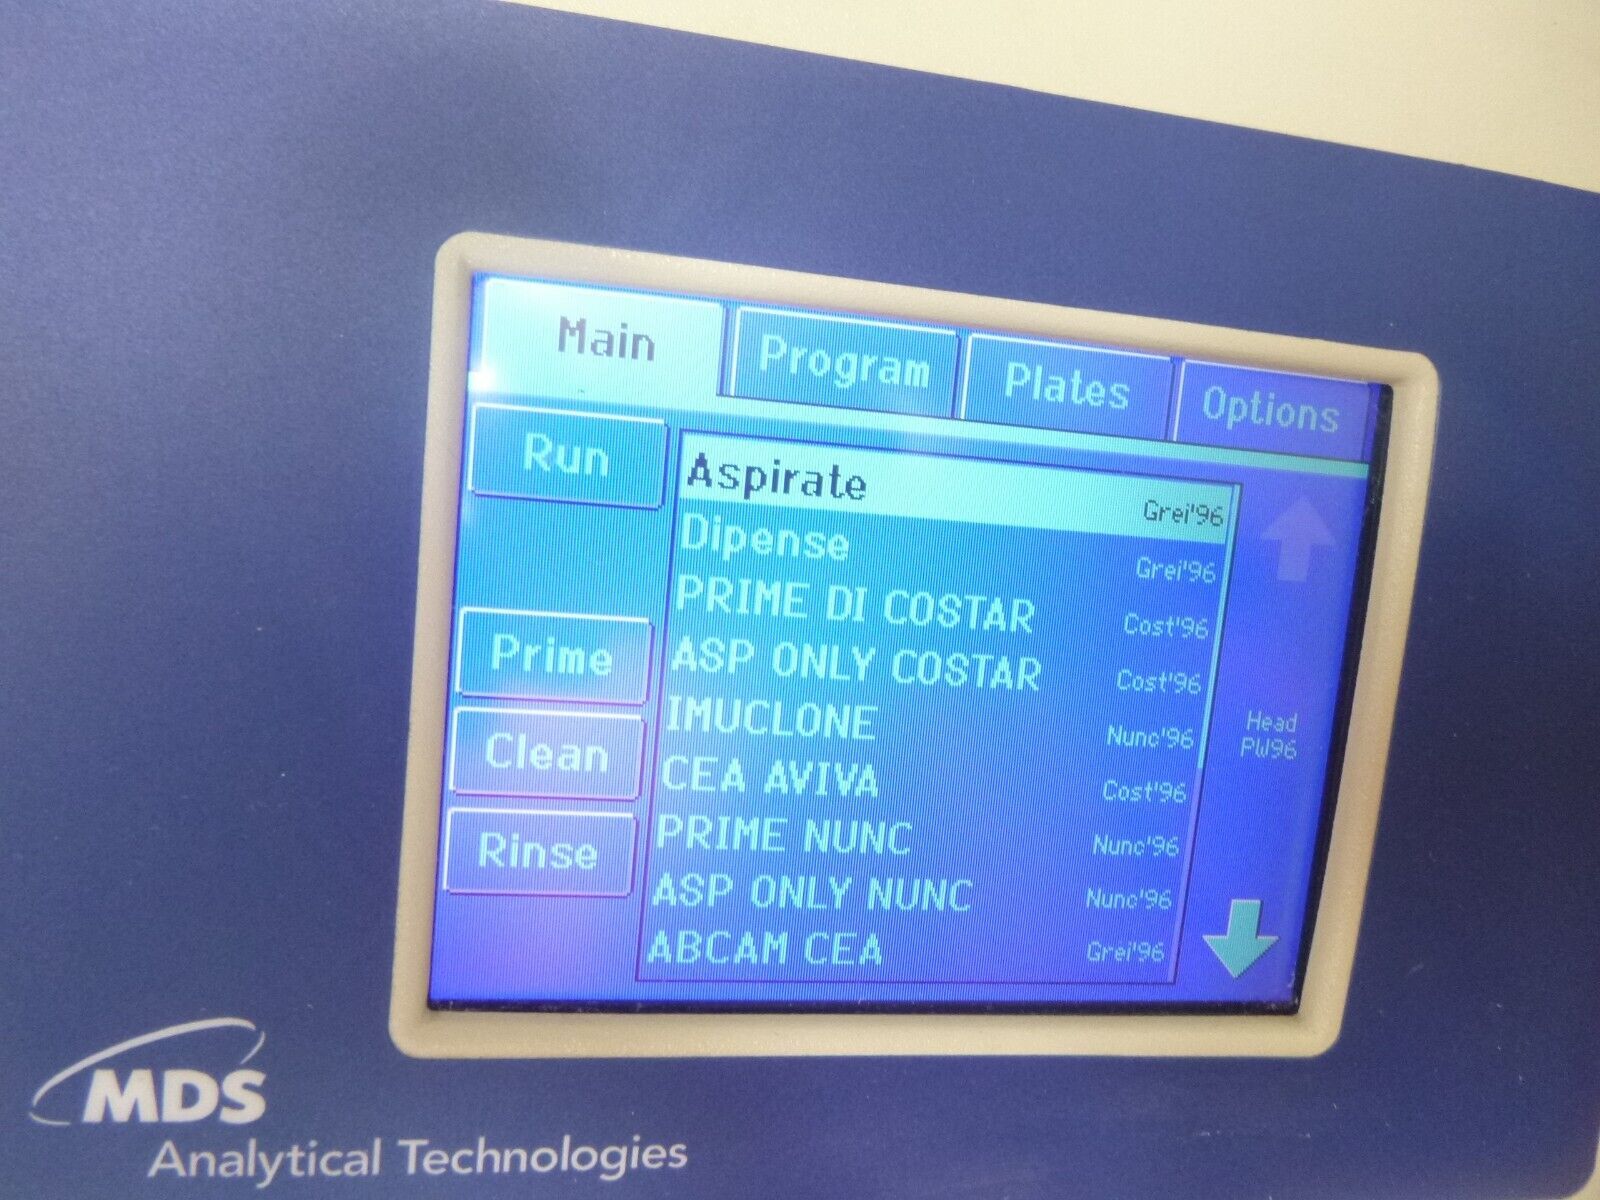 Main Program Plates Options
Run
Prime
Clean
Rinse
Aspirate Grei'96
Dipense Grei'96
PRIME DI COSTAR Cost'96
ASP ONLY COSTAR Cost'96
IMUCLONE Nunc'96
CEA AVIVA Cost'96
PRIME NUNC Nunc'96
ASP ONLY NUNC Nunc'96
ABCAM CEA Grei'96
Head
PW96
MDS
Analytical Technologies